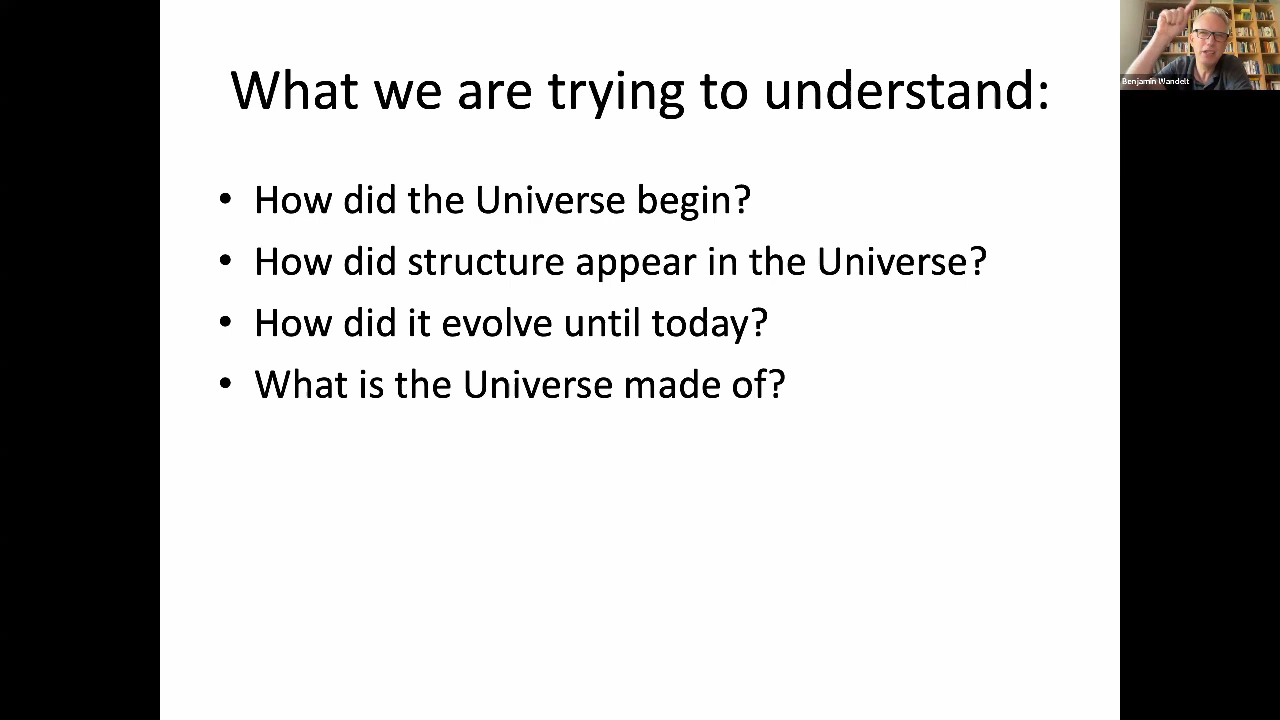 What we are trying to understand:
• How did the Universe begin?
• How did structure appear in the Universe?
• How did it evolve until today?
• What is the Universe made of?
Benjamin Wandelt